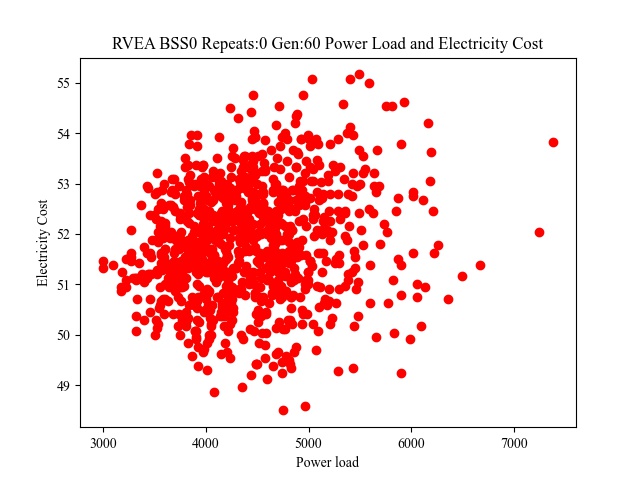 RVEA BSS0 Repeats:0 Gen:60 Power Load and Electricity Cost
55
54
53
52
51
50
49
Electricity Cost
3000 4000 5000 6000 7000
Power load